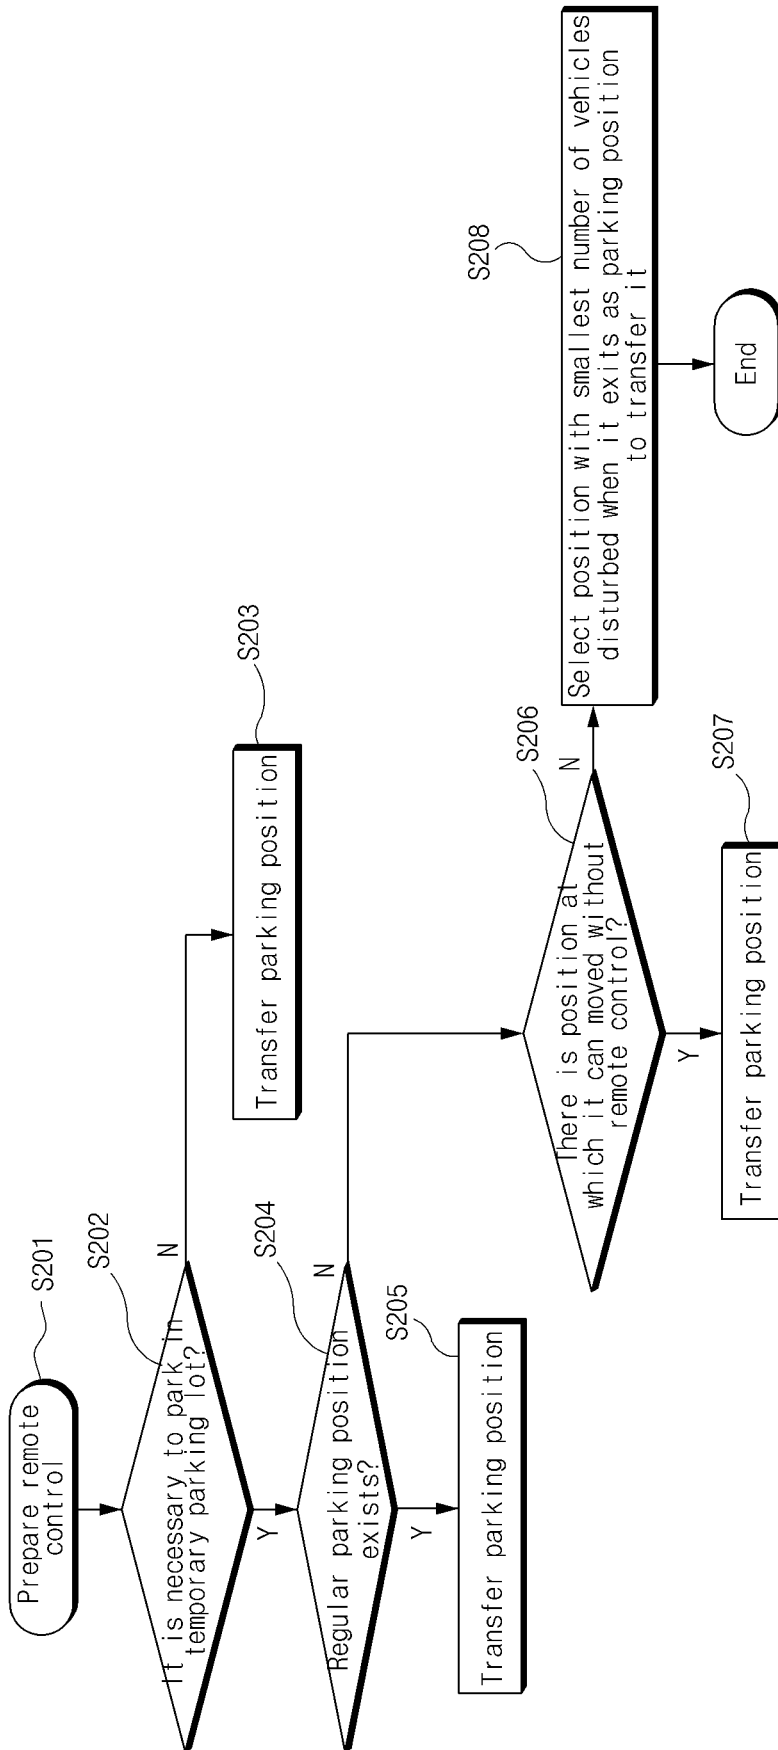 Prepare remote
control
S201
It is necessary to park in
temporary parking lot?
S202
N
Y
Transfer parking position
S203
Regular parking position
exists?
S204
N
Y
Transfer parking position
S205
There is position at
which it can moved without
remote control?
S206
N
Y
Transfer parking position
S207
Select position with smallest number of vehicles
disturbed when it exits as parking position
to transfer it
S208
End